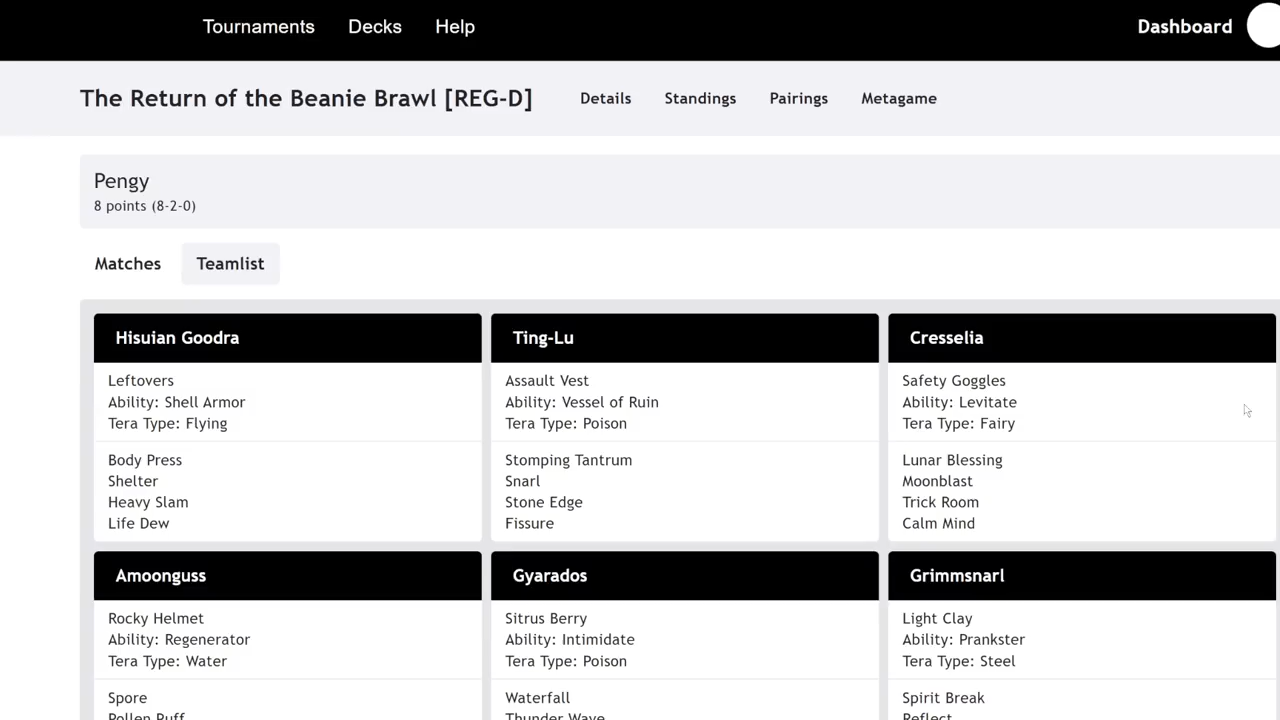 Tournaments Decks Help Dashboard
The Return of the Beanie Brawl [REG-D] Details Standings Pairings Metagame
Pengy
8 points (8-2-0)
Matches Teamlist
Hisuian Goodra
Leftovers
Ability: Shell Armor
Tera Type: Flying
Body Press
Shelter
Heavy Slam
Life Dew
Ting-Lu
Assault Vest
Ability: Vessel of Ruin
Tera Type: Poison
Stomping Tantrum
Snarl
Stone Edge
Fissure
Cresselia
Safety Goggles
Ability: Levitate
Tera Type: Fairy
Lunar Blessing
Moonblast
Trick Room
Calm Mind
Amoonguss
Rocky Helmet
Ability: Regenerator
Tera Type: Water
Spore
Pollen Puff
Gyarados
Sitrus Berry
Ability: Intimidate
Tera Type: Poison
Waterfall
Thunder Wave
Grimmsnarl
Light Clay
Ability: Prankster
Tera Type: Steel
Spirit Break
Reflect